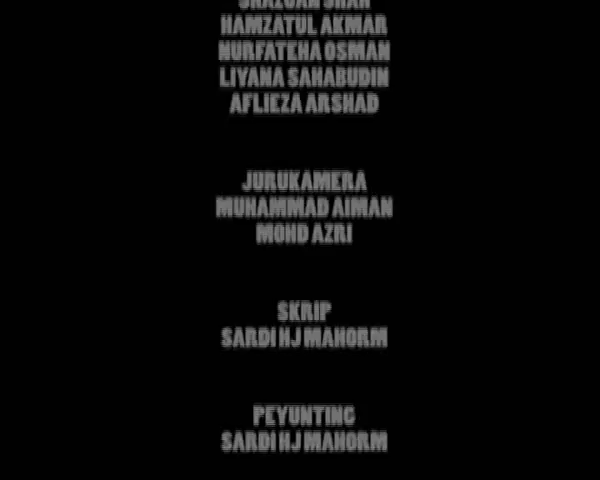 HAMZATUL AKMAR
NURFATEHA OSMAN
LIYANA SAHABUDIN
AFLIEZA ARSHAD
JURUKAMERA
MUHAMMAD AIMAN
MOHD AZRI
SKRIP
SARDI HJ MAHORM
PEYUNTING
SARDI HJ MAHORM